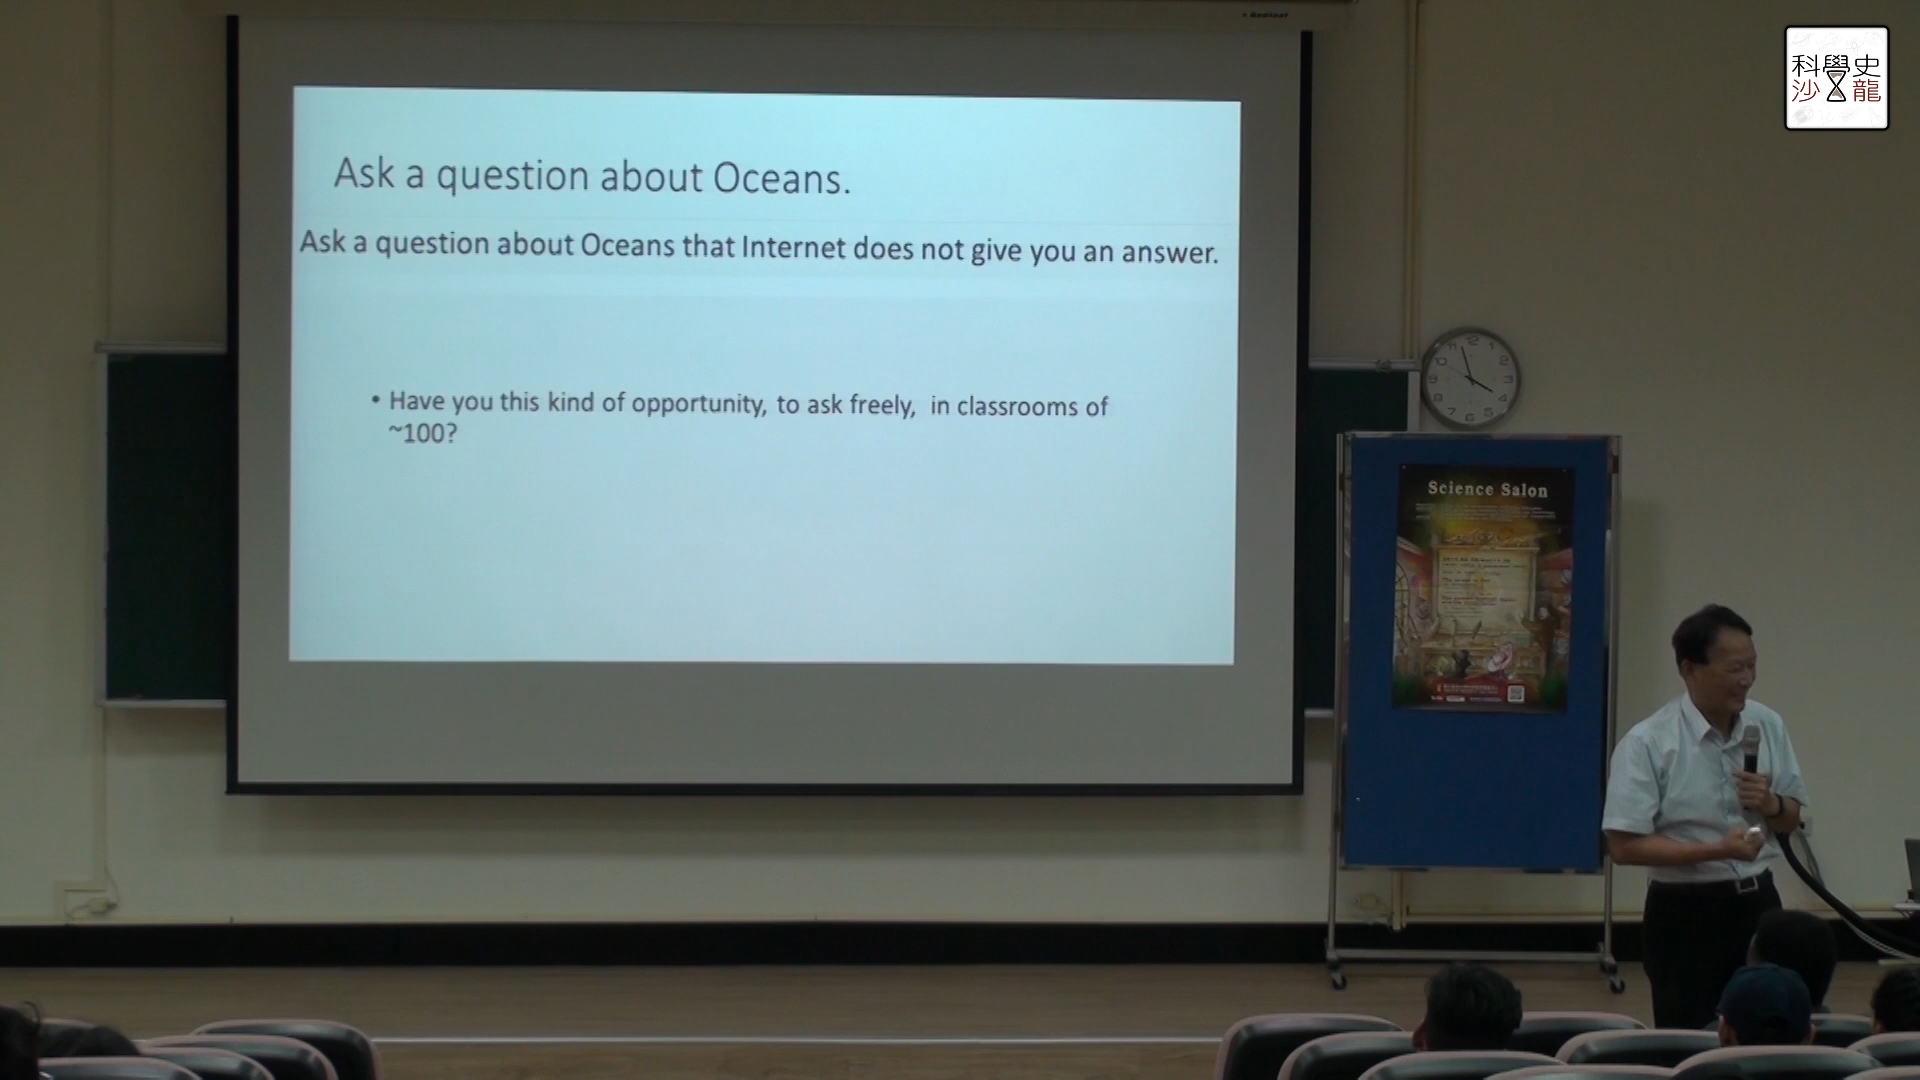 科學史
沙龍
Ask a question about Oceans.
Ask a question about Oceans that Internet does not give you an answer.
• Have you this kind of opportunity, to ask freely, in classrooms of
~100?
Science Salon